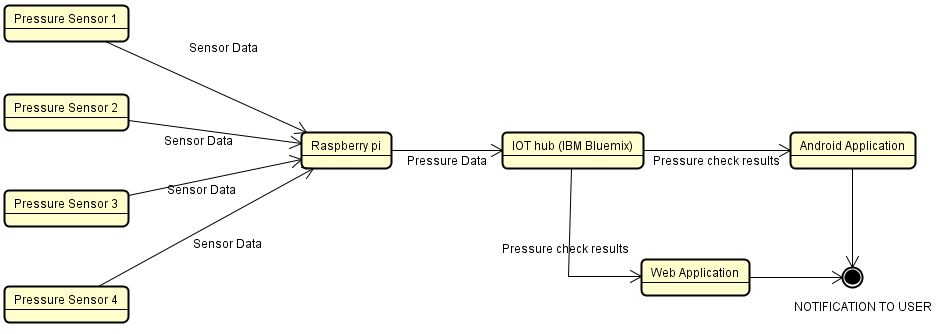 Pressure Sensor 1
Sensor Data
Pressure Sensor 2
Sensor Data
Raspberry pi
Pressure Data
IOT hub (IBM Bluemix)
Pressure check results
Android Application
Pressure Sensor 3
Sensor Data
Sensor Data
Pressure check results
Web Application
Pressure Sensor 4
NOTIFICATION TO USER